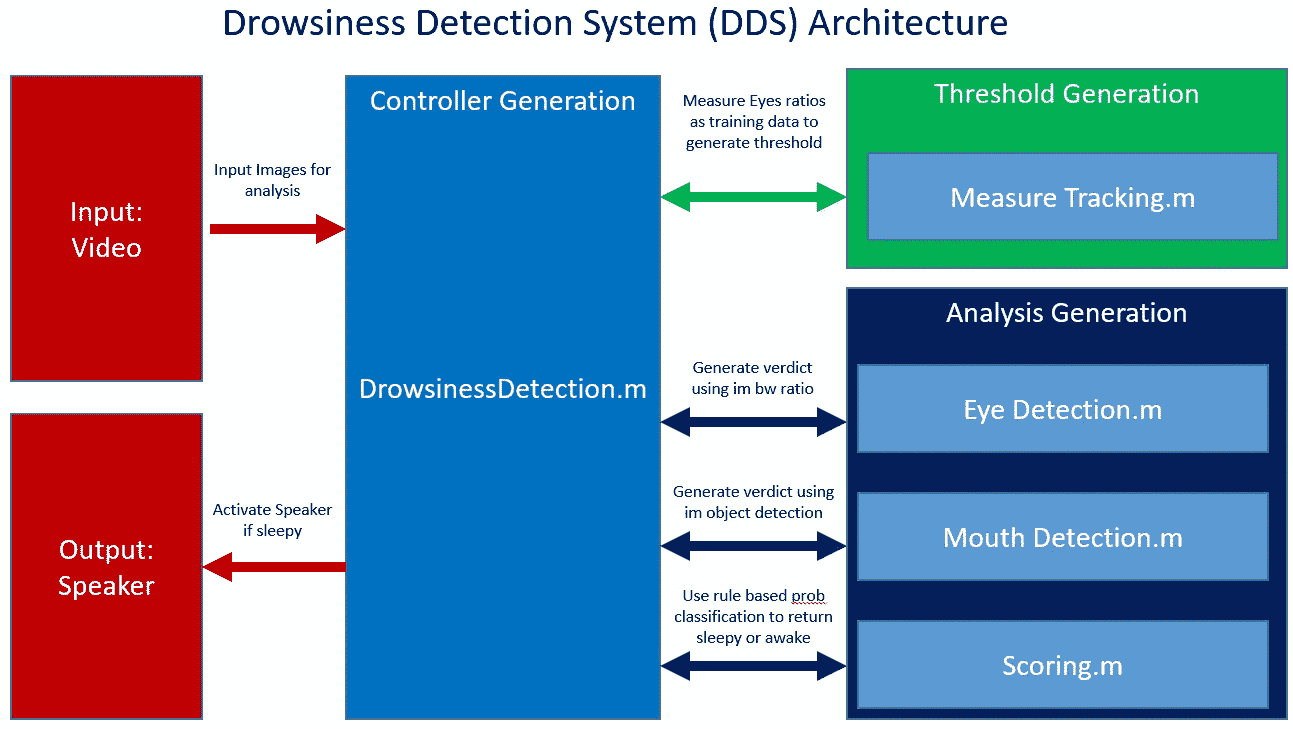 Drowsiness Detection System (DDS) Architecture
Input:
Video
Input Images for
analysis
Output:
Speaker
Activate Speaker
if sleepy
Controller Generation
DrowsinessDetection.m
Measure Eyes ratios
as training data to
generate threshold
Threshold Generation
Measure Tracking.m
Analysis Generation
Generate verdict
using im bw ratio
Eye Detection.m
Generate verdict using
im object detection
Mouth Detection.m
Use rule based prob
classification to return
sleepy or awake
Scoring.m